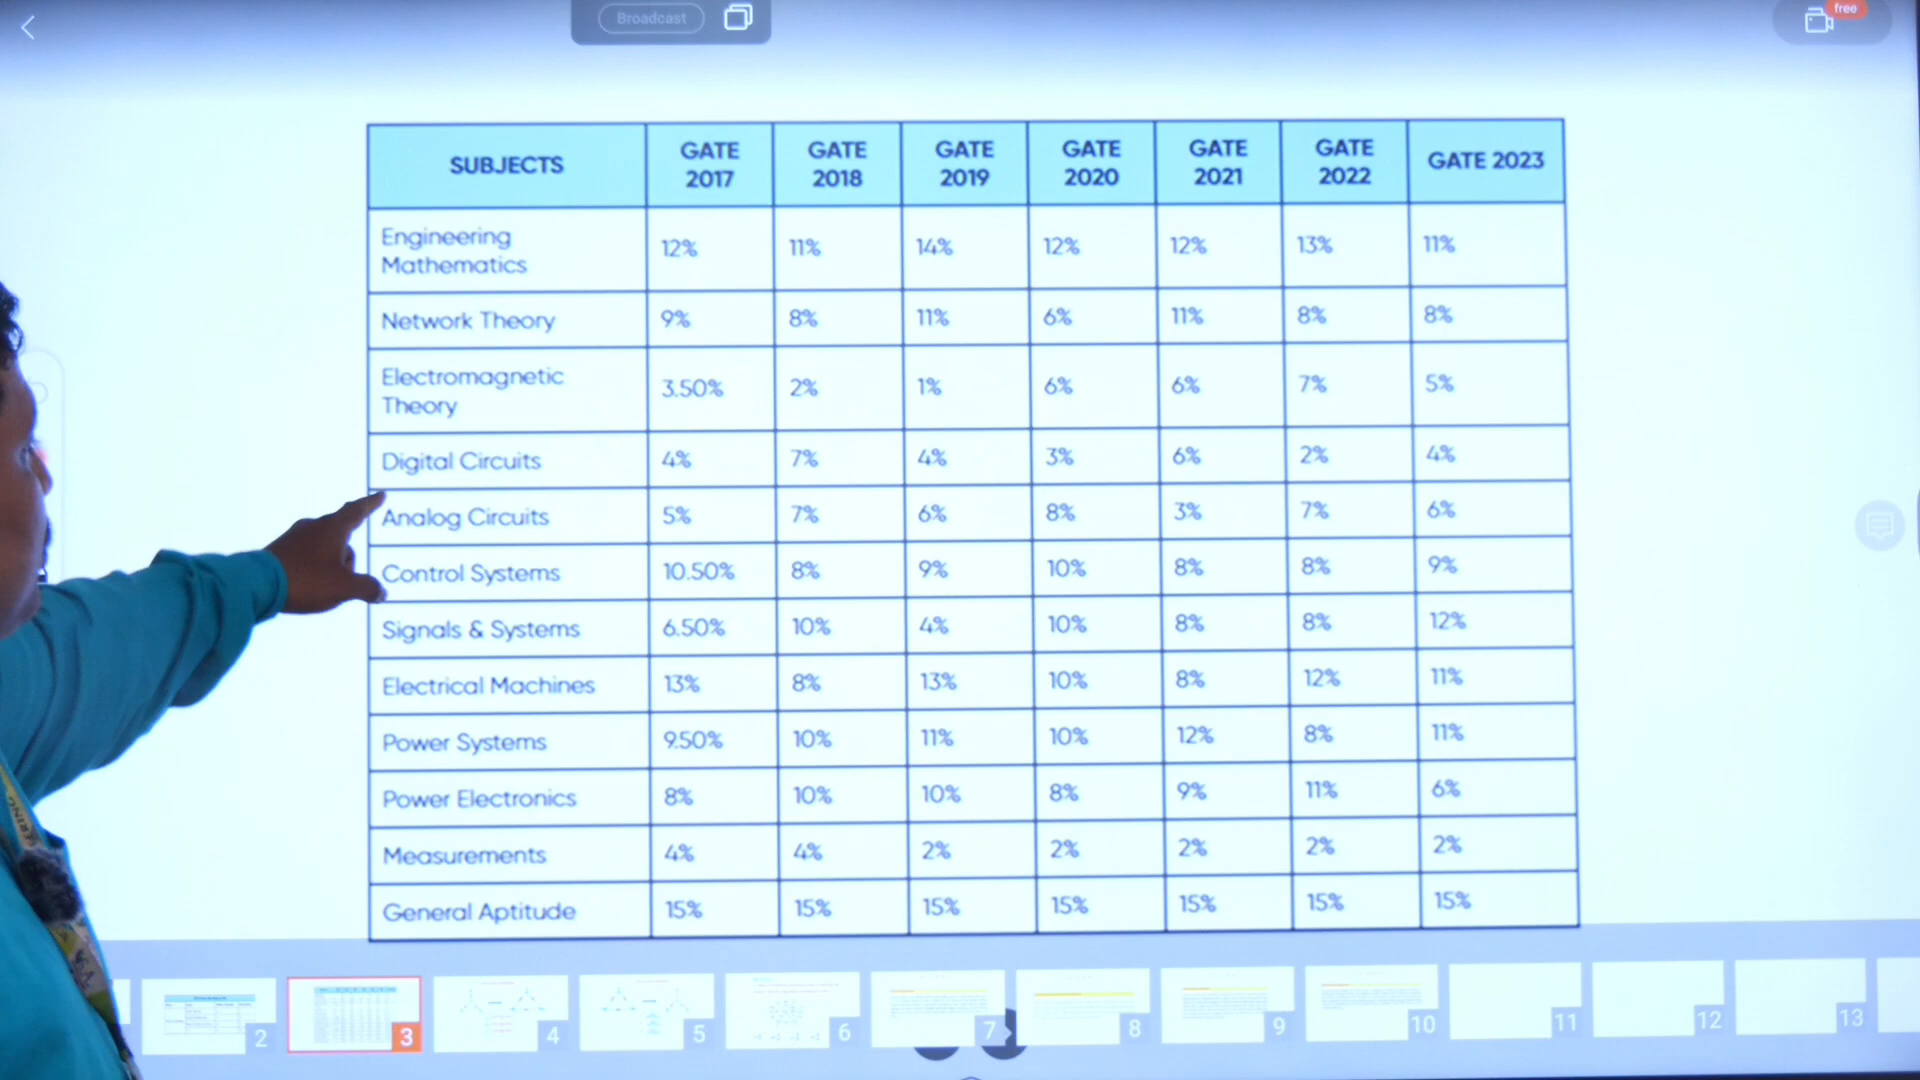 Broadcast
free
SUBJECTS GATE 2017 GATE 2018 GATE 2019 GATE 2020 GATE 2021 GATE 2022 GATE 2023
Engineering Mathematics 12% 11% 14% 12% 12% 13% 11%
Network Theory 9% 8% 11% 6% 11% 8% 8%
Electromagnetic Theory 3.50% 2% 1% 6% 6% 7% 5%
Digital Circuits 4% 7% 4% 3% 6% 2% 4%
Analog Circuits 5% 7% 6% 8% 3% 7% 6%
Control Systems 10.50% 8% 9% 10% 8% 8% 9%
Signals & Systems 6.50% 10% 4% 10% 8% 8% 12%
Electrical Machines 13% 8% 13% 10% 8% 12% 11%
Power Systems 9.50% 10% 11% 10% 12% 8% 11%
Power Electronics 8% 10% 10% 8% 9% 11% 6%
Measurements 4% 4% 2% 2% 2% 2% 2%
General Aptitude 15% 15% 15% 15% 15% 15% 15%
2 3 4 5 6 7 8 9 10 11 12 13